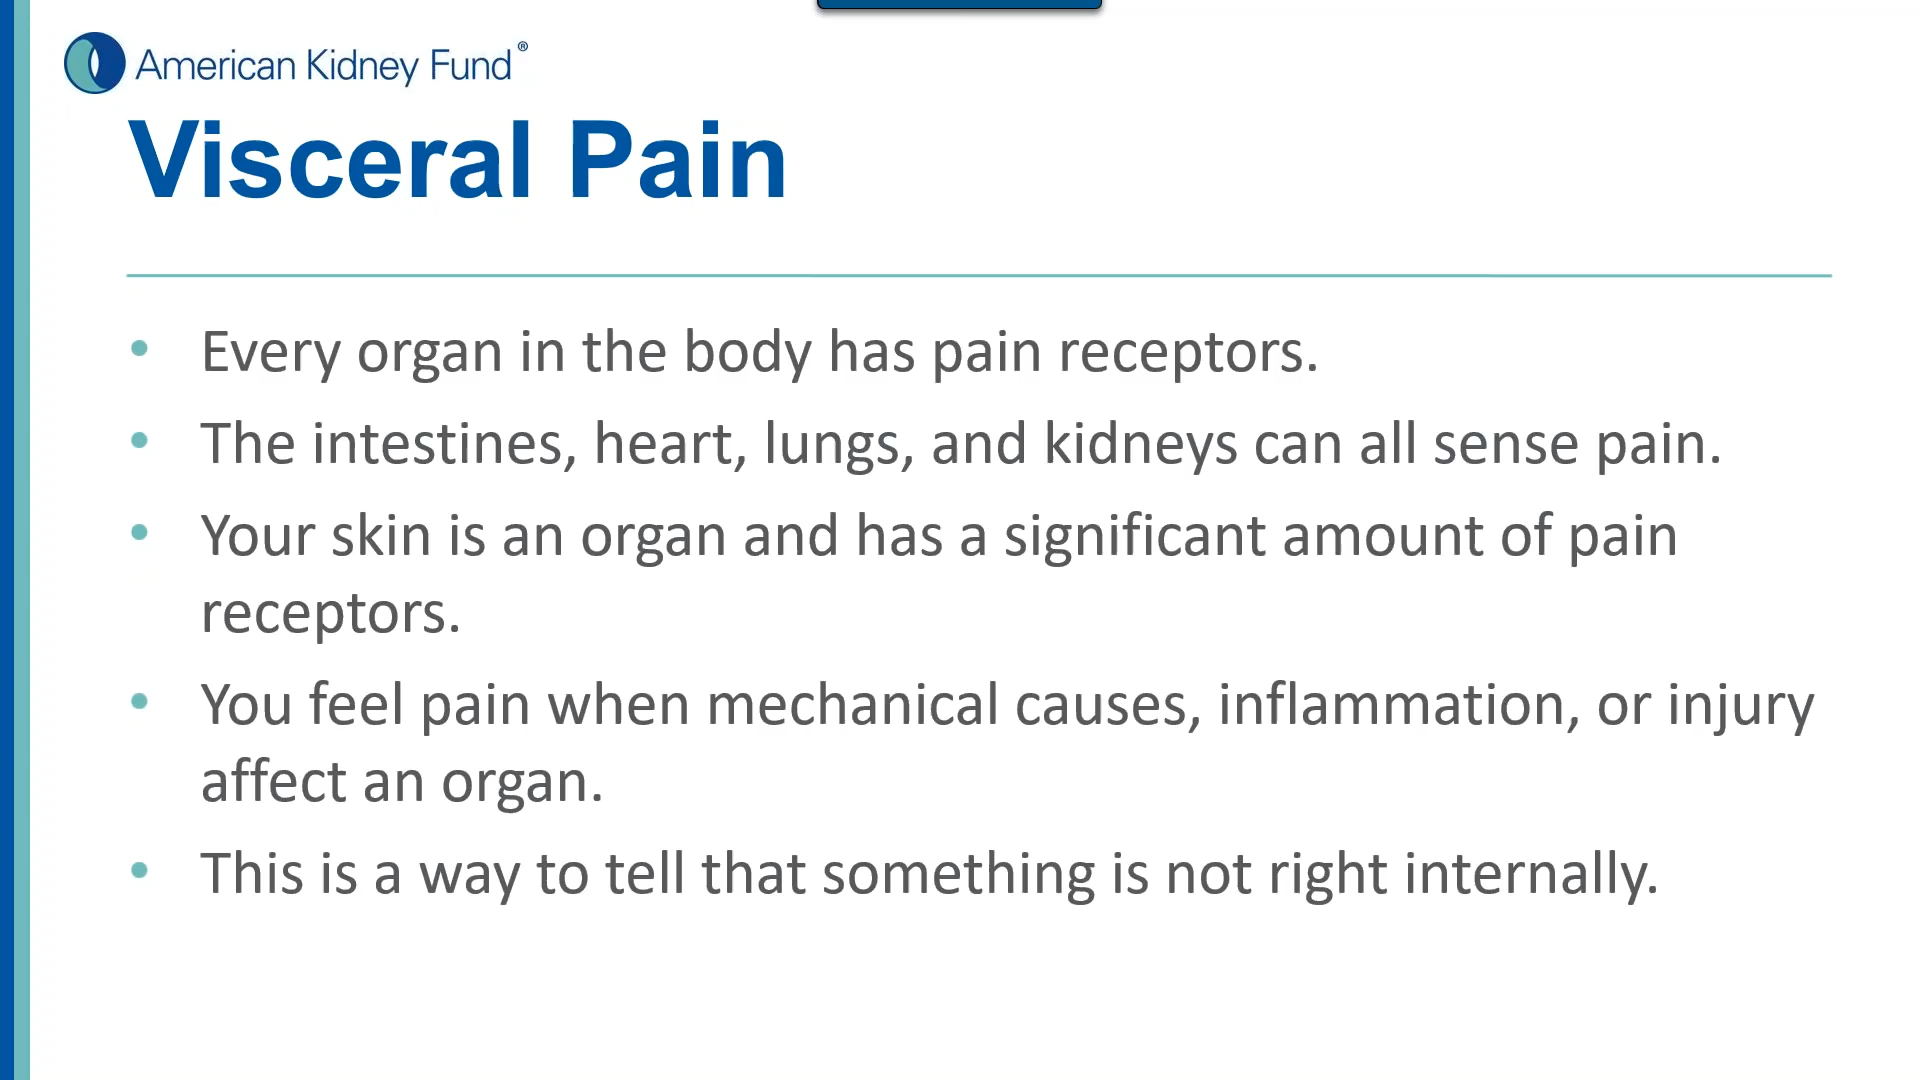 American Kidney Fund®
Visceral Pain
• Every organ in the body has pain receptors.
• The intestines, heart, lungs, and kidneys can all sense pain.
• Your skin is an organ and has a significant amount of pain
receptors.
• You feel pain when mechanical causes, inflammation, or injury
affect an organ.
• This is a way to tell that something is not right internally.